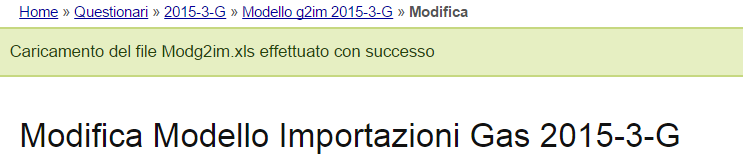 Home » Questionari » 2015-3-G » Modello g2im 2015-3-G » Modifica
Caricamento del file Modg2im.xls effettuato con successo
Modifica Modello Importazioni Gas 2015-3-G